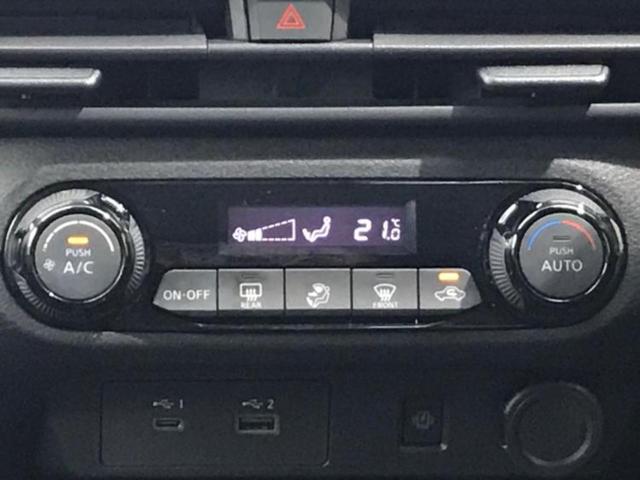 21.0
°C
PUSH
A/C
PUSH
AUTO
ON·OFF
REAR
FRONT
1
2